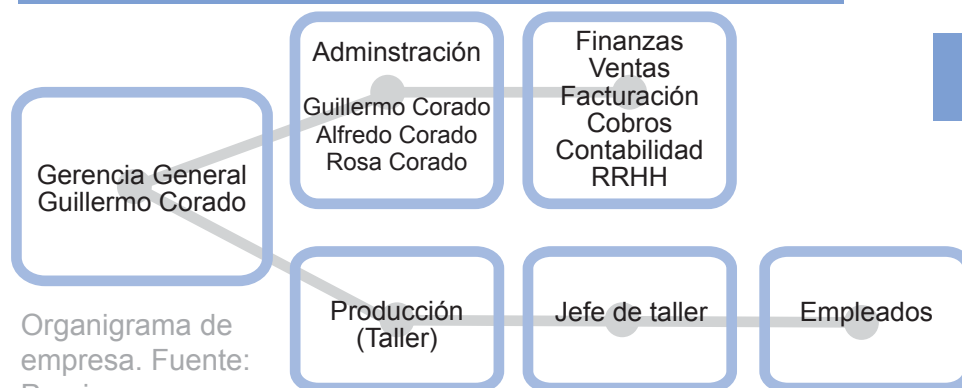 Adminstración
Guillermo Corado
Alfredo Corado
Rosa Corado
Finanzas
Ventas
Facturación
Cobros
Contabilidad
RRHH
Gerencia General
Guillermo Corado
Producción
(Taller)
Jefe de taller
Empleados
Organigrama de
empresa. Fuente: